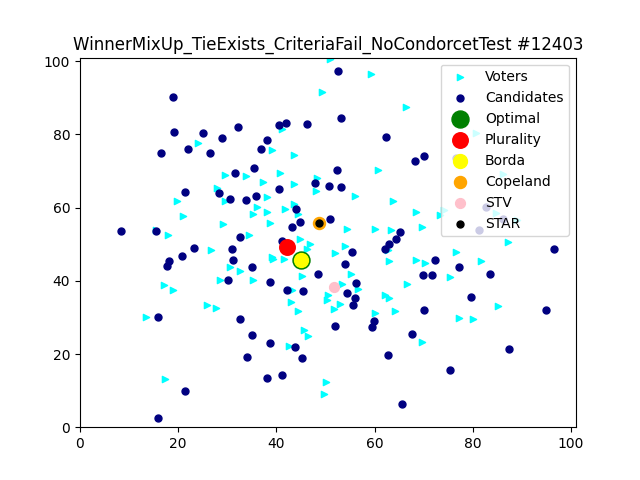 WinnerMixUp_TieExists_CriteriaFail_NoCondorcetTest #12403
100
80
60
40
20
0
0 20 40 60 80 100
Voters
Candidates
Optimal
Plurality
Borda
Copeland
STV
STAR